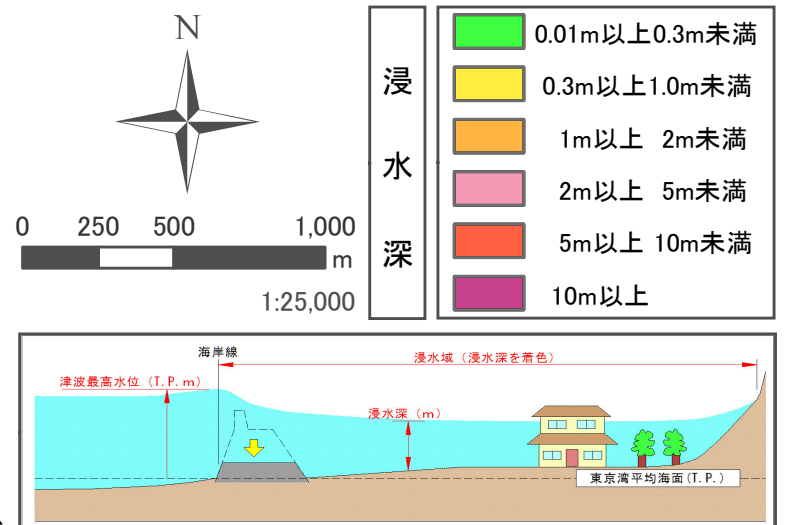 N
0 250 500 1,000
m
1:25,000
浸
水
深
0.01m以上0.3m未満
0.3m以上1.0m未満
1m以上 2m未満
2m以上 5m未満
5m以上 10m未満
10m以上
海岸線
浸水域（浸水深を着色）
津波最高水位（T.P.m）
浸水深（m）
東京湾平均海面(T.P.)